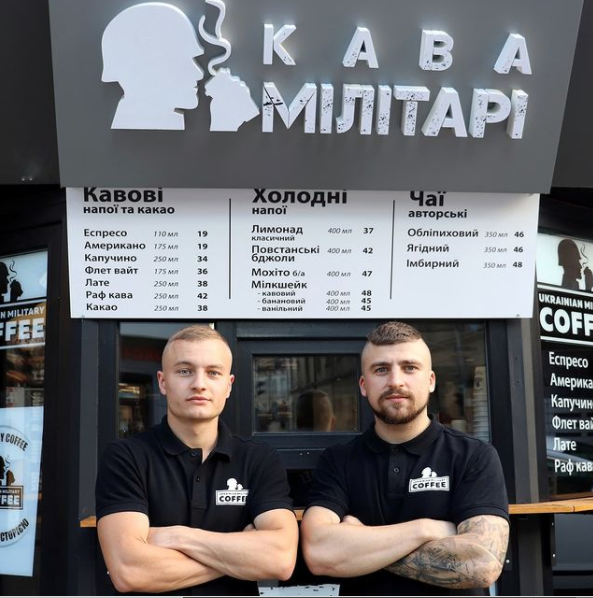 КАВА
МІЛІТАРІ
Кавові
напої та какао
Еспресо 110 мл 19
Американо 175 мл 19
Капучино 250 мл 34
Флет вайт 175 мл 36
Лате 250 мл 38
Раф кава 250 мл 42
Какао 250 мл 38
Холодні
напої
Лимонад 400 мл 37
класичний
Повстанські 400 мл 42
бджоли
Мохіто б/а 400 мл 47
Мілкшейк
- кавовий 400 мл 48
- банановий 400 мл 45
- ванільний 400 мл 45
Чаї
авторські
Обліпиховий 350 мл 46
Ягідний 350 мл 46
Імбирний 350 мл 48
UKRAINIAN MILITARY
COFF
Еспресо
Америка
Капучин
Флет вай
Лате
Раф кава
MILITARY
FFEE
COFFEE
COFFEE
COFFEE